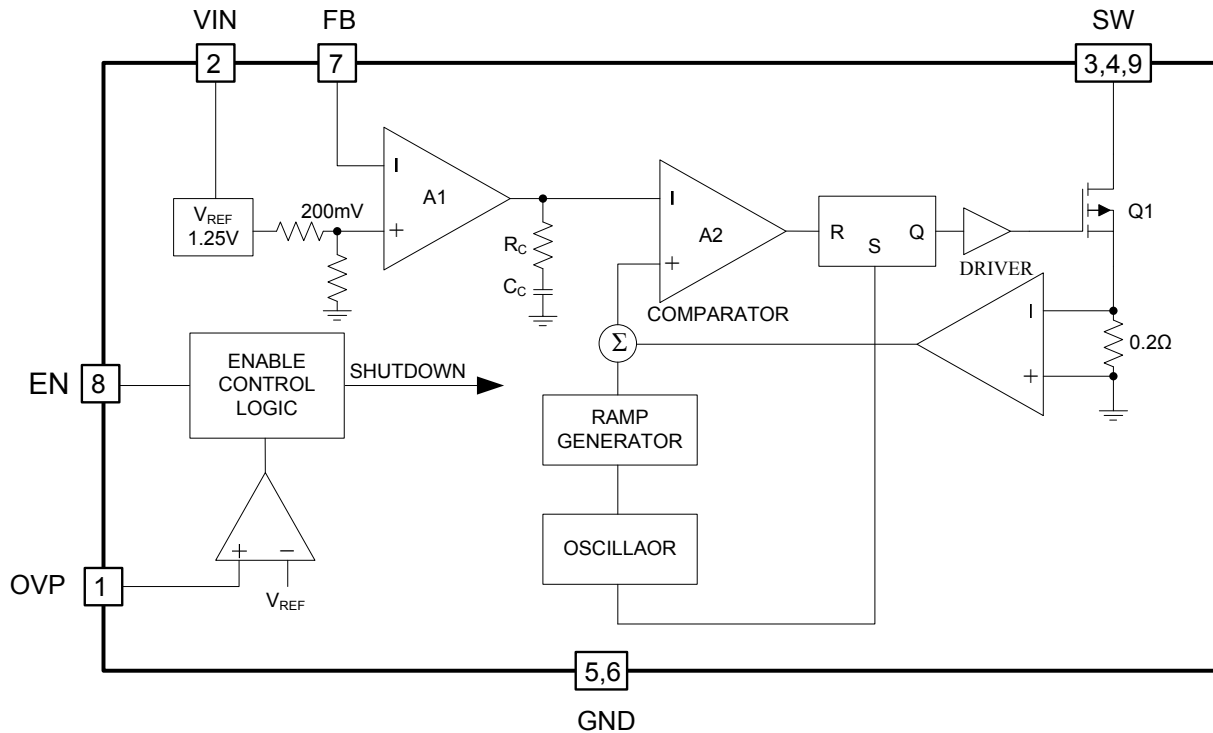 VIN
FB
SW
2
7
3,4,9
VREF
1.25V
200mV
+
A1
RC
CC
A2
+
COMPARATOR
R
S
Q
DRIVER
Q1
+
0.2Ω
Σ
EN
8
ENABLE
CONTROL
LOGIC
SHUTDOWN
RAMP
GENERATOR
OSCILLAOR
OVP
1
+
−
VREF
5,6
GND